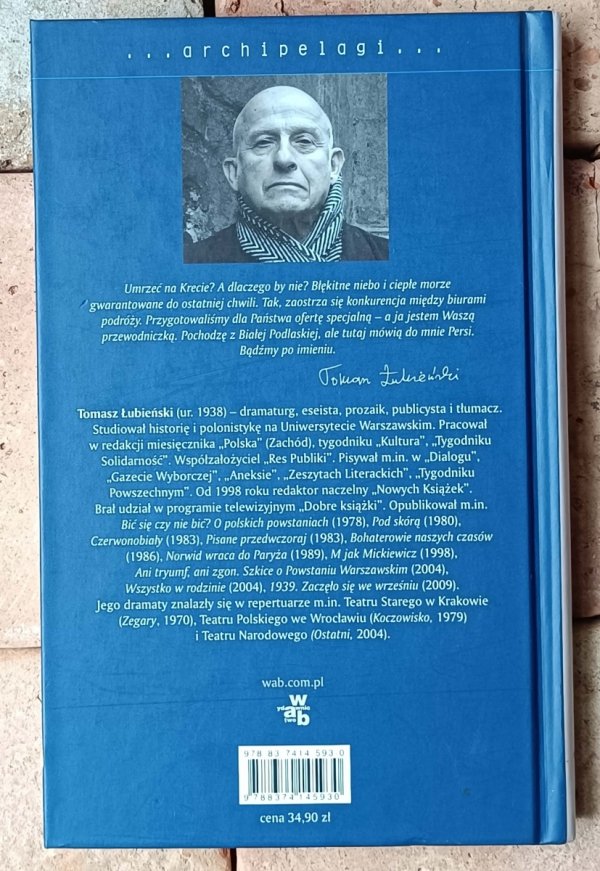 ...archipelagi...
Umrzeć na Krecie? A dlaczego by nie? Błękitne niebo i ciepłe morze
gwarantowane do ostatniej chwili. Tak, zaostrza się konkurencja między biurami
podróży. Przygotowaliśmy dla Państwa ofertę specjalną – a ja jestem Waszą
przewodniczką. Pochodzę z Białej Podlaskiej, ale tutaj mówią do mnie Persi.
Bądźmy po imieniu.
Tomasz Łubieński
Tomasz Łubieński (ur. 1938) – dramaturg, eseista, prozaik, publicysta i tłumacz.
Studiował historię i polonistykę na Uniwersytecie Warszawskim. Pracował
w redakcji miesięcznika „Polska” (Zachód), tygodniku „Kultura”, „Tygodniku
Solidarność”. Współzałożyciel „Res Publiki”. Pisywał m.in. w „Dialogu”,
„Gazecie Wyborczej”, „Aneksie”, „Zeszytach Literackich”, „Tygodniku
Powszechnym”. Od 1998 roku redaktor naczelny „Nowych Książek”.
Brał udział w programie telewizyjnym „Dobre książki”. Opublikował m.in.
Bić się czy nie bić? O polskich powstaniach (1978), Pod skórą (1980),
Czerwonobiały (1983), Pisane przedwczoraj (1983), Bohaterowie naszych czasów
(1986), Norwid wraca do Paryża (1989), M jak Mickiewicz (1998),
Ani tryumf, ani zgon. Szkice o Powstaniu Warszawskim (2004),
Wszystko w rodzinie (2004), 1939. Zaczęło się we wrześniu (2009).
Jego dramaty znalazły się w repertuarze m.in. Teatru Starego w Krakowie
(Zegary, 1970), Teatru Polskiego we Wrocławiu (Koczowisko, 1979)
i Teatru Narodowego (Ostatni, 2004).
wab.com.pl
w
ydawnic
a
two
b
978 83 7414 593 0
9788374145930
cena 34,90 zł